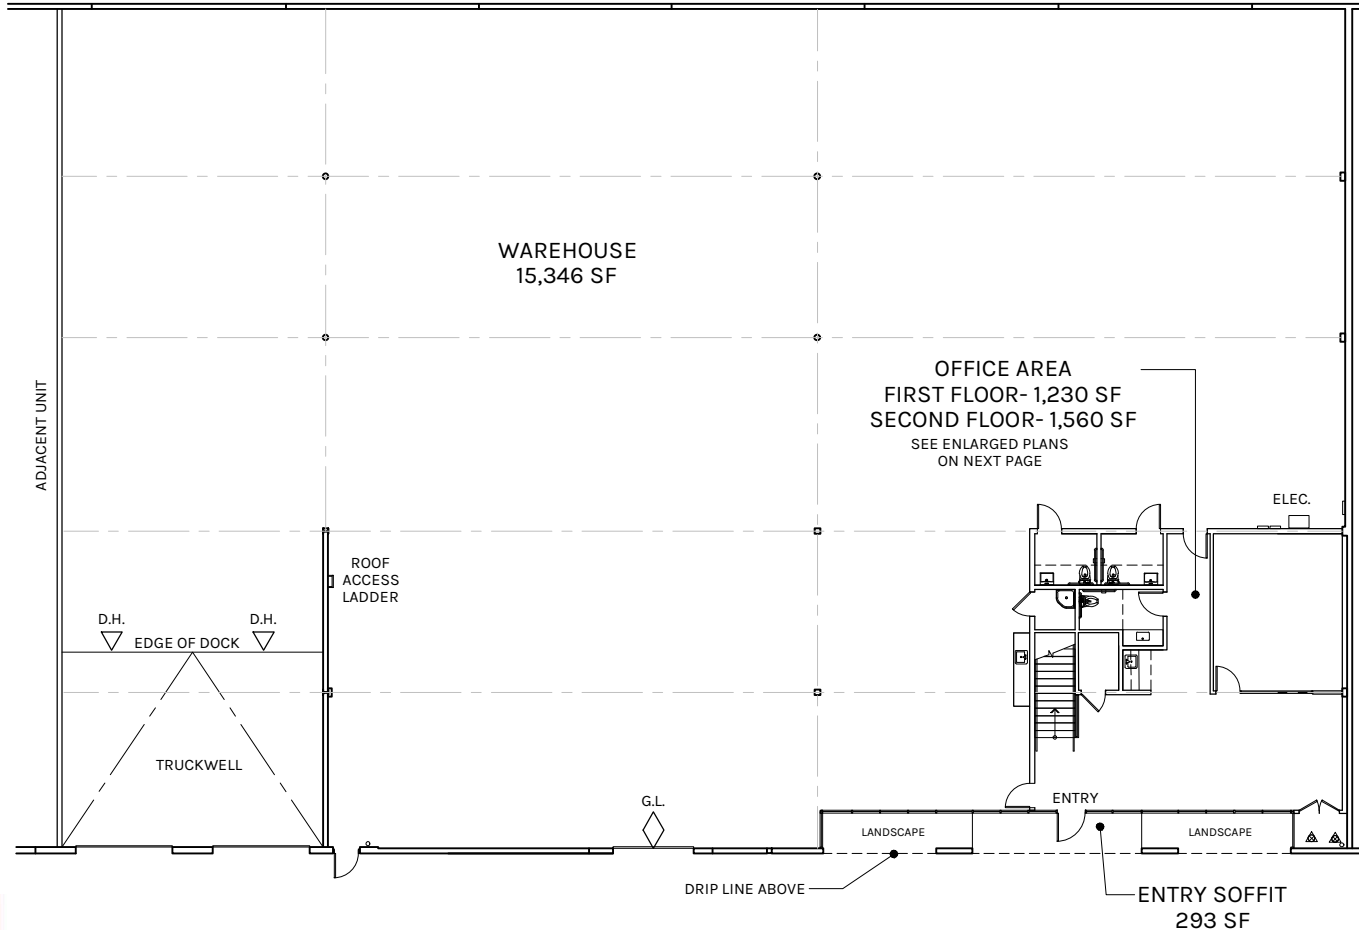 WAREHOUSE
15,346 SF
OFFICE AREA
FIRST FLOOR- 1,230 SF
SECOND FLOOR- 1,560 SF
SEE ENLARGED PLANS
ON NEXT PAGE
ADJACENT UNIT
ELEC.
ROOF
ACCESS
LADDER
D.H.
D.H.
EDGE OF DOCK
TRUCKWELL
G.L.
ENTRY
LANDSCAPE
LANDSCAPE
DRIP LINE ABOVE
ENTRY SOFFIT
293 SF